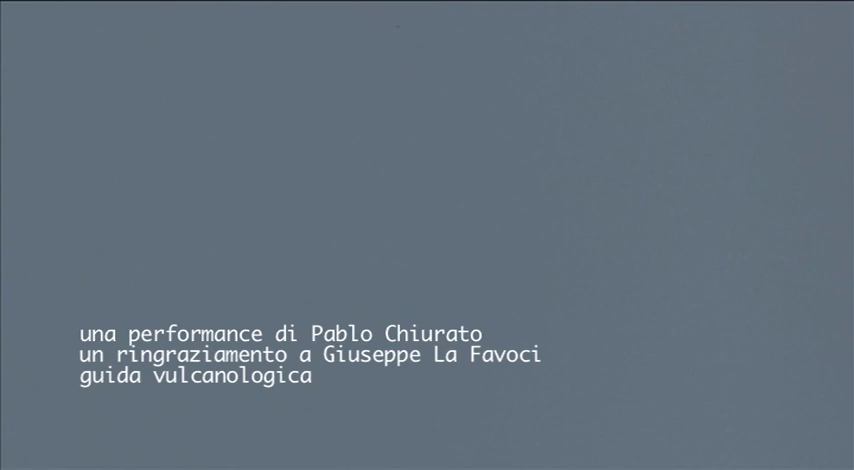 una performance di Pablo Chiurato
un ringraziamento a Giuseppe La Favoci
guida vulcanologica